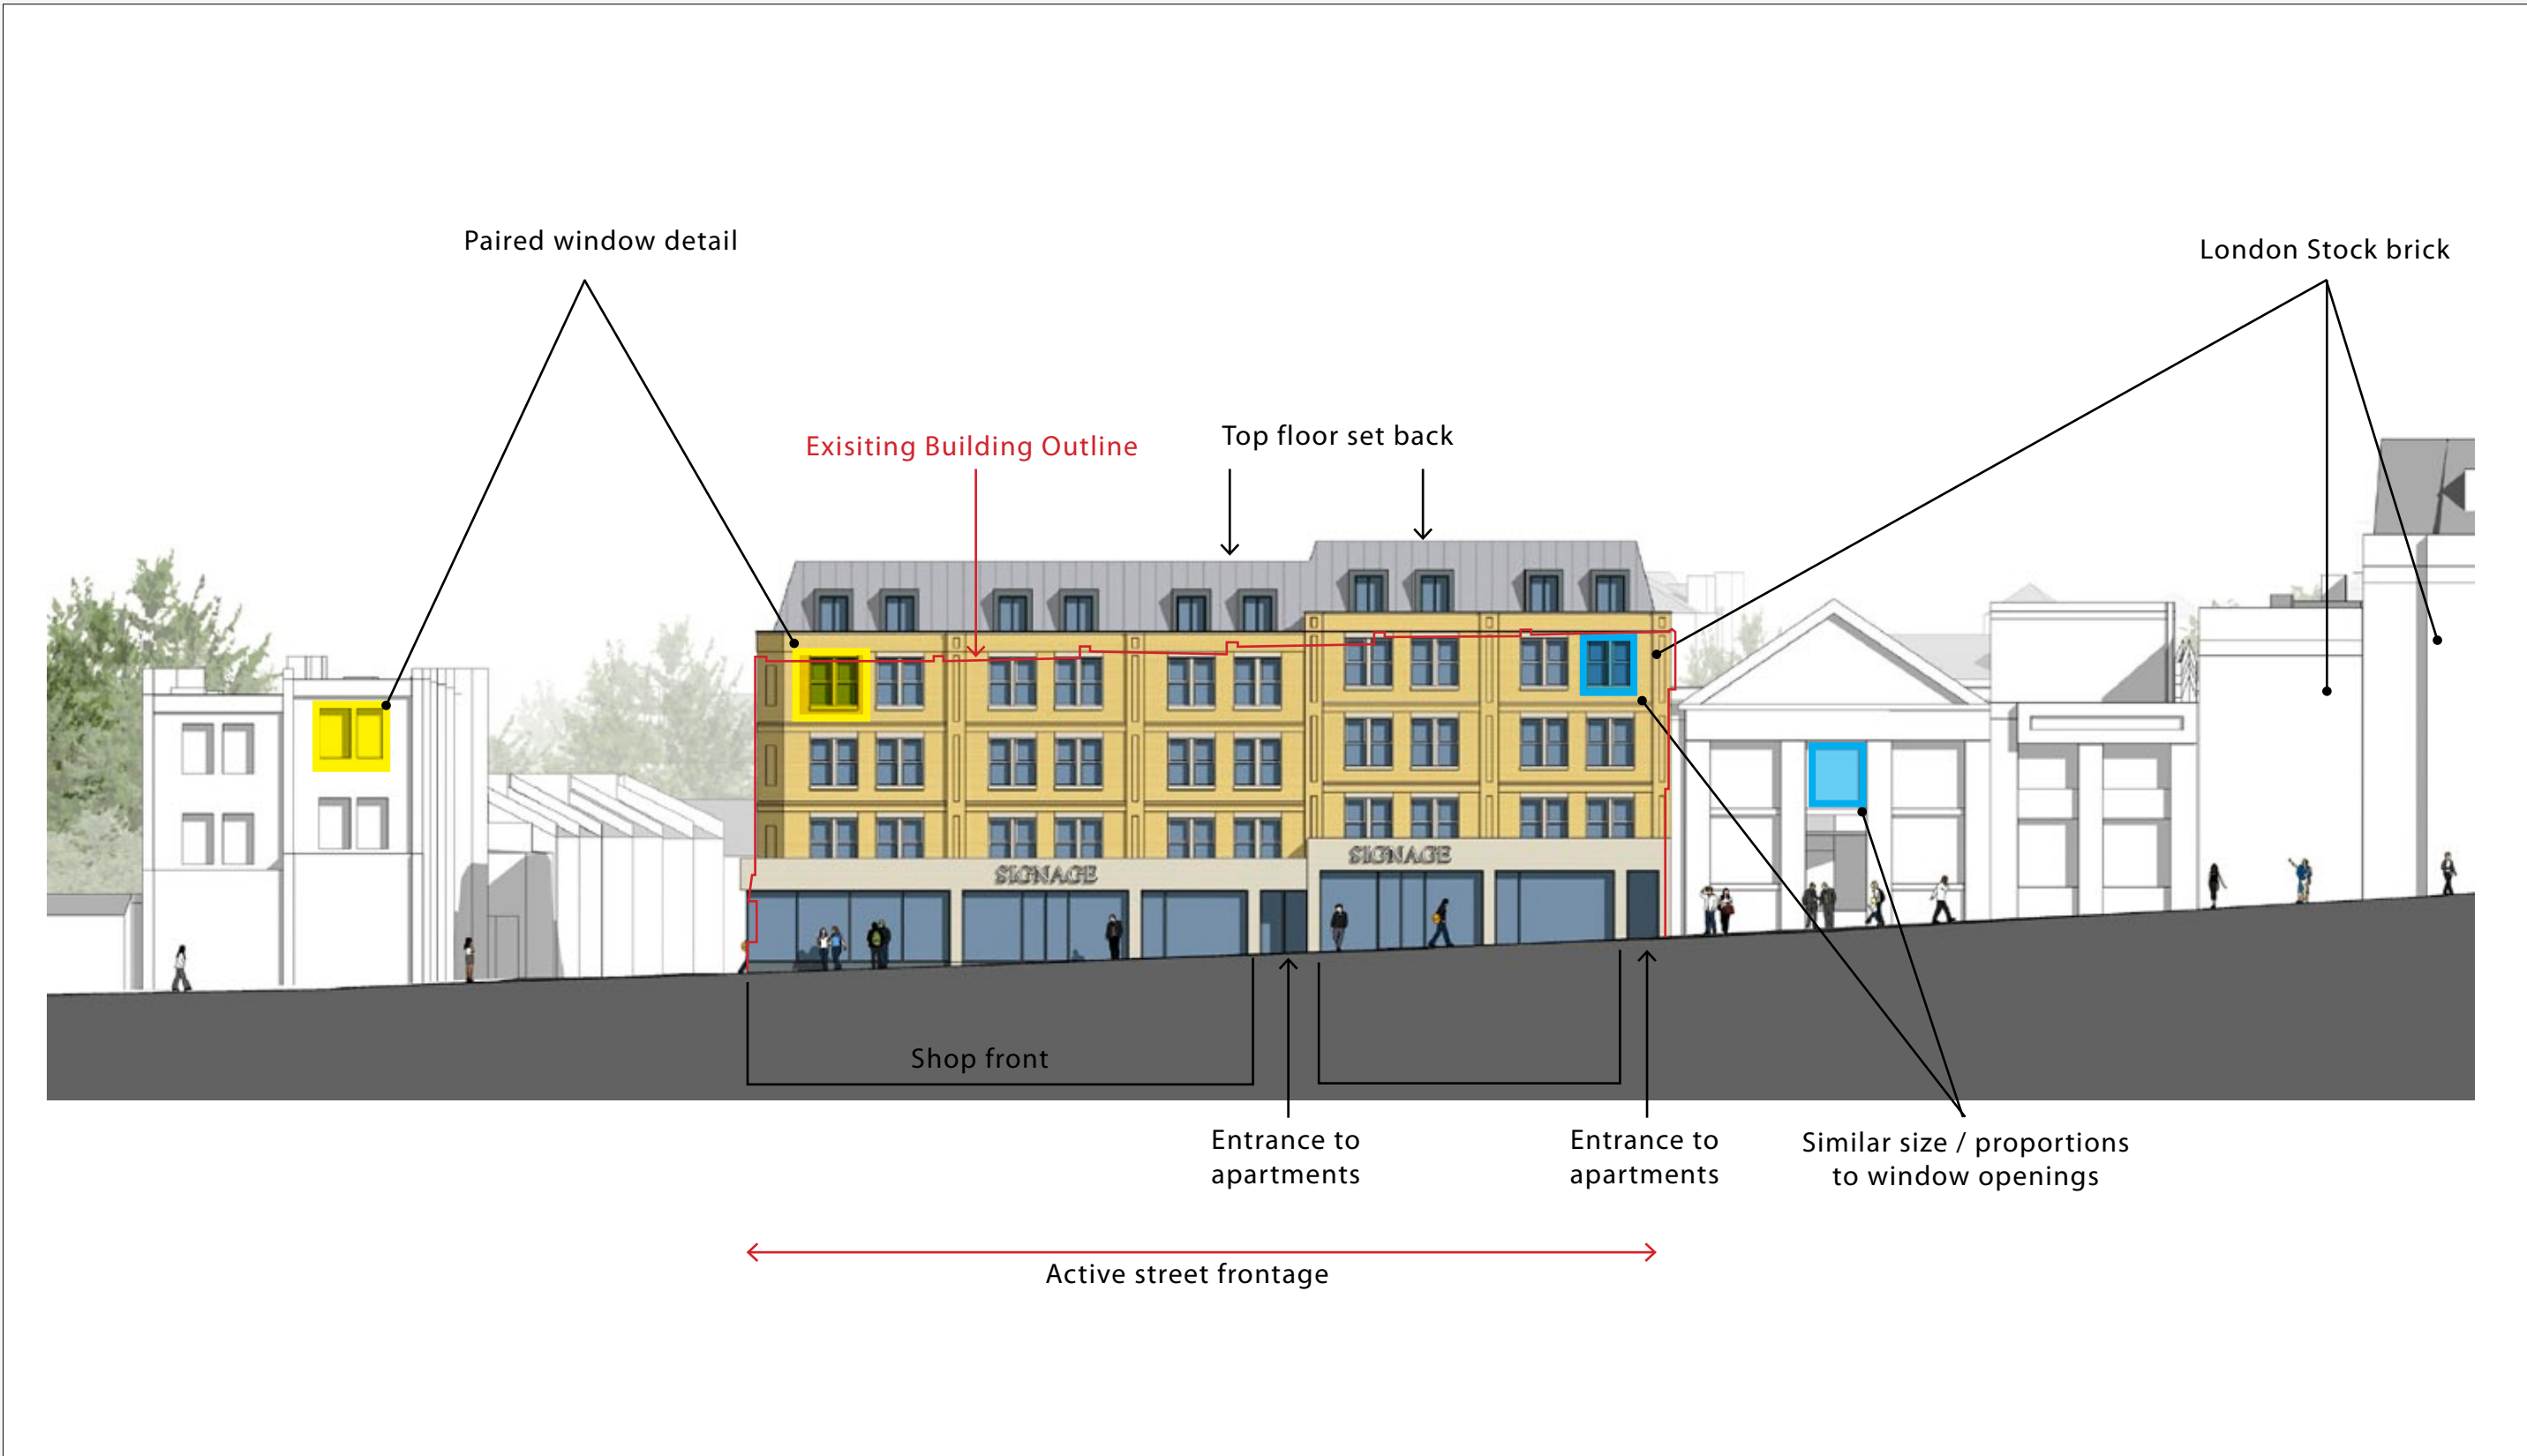 Paired window detail
London Stock brick
Exisiting Building Outline
Top floor set back
SIGNAGE
SIGNAGE
Shop front
Entrance to
apartments
Entrance to
apartments
Similar size / proportions
to window openings
Active street frontage